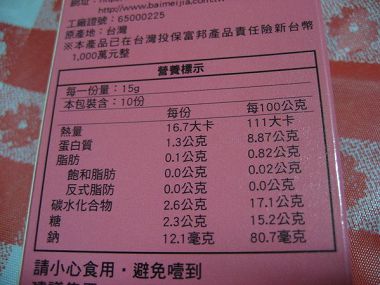 網址：http://www.baimeijia.com.tw
工廠證號：65000225
原產地：台灣
※本產品已在台灣投保富邦產品責任險新台幣
1,000萬元整
營養標示
每一份量：15g
本包裝含：10份
每份 每100公克
熱量 16.7大卡 111大卡
蛋白質 1.3公克 8.87公克
脂肪 0.1公克 0.82公克
飽和脂肪 0.0公克 0.02公克
反式脂肪 0.0公克 0.0公克
碳水化合物 2.6公克 17.1公克
糖 2.3公克 15.2公克
鈉 12.1毫克 80.7毫克
請小心食用，避免噎到